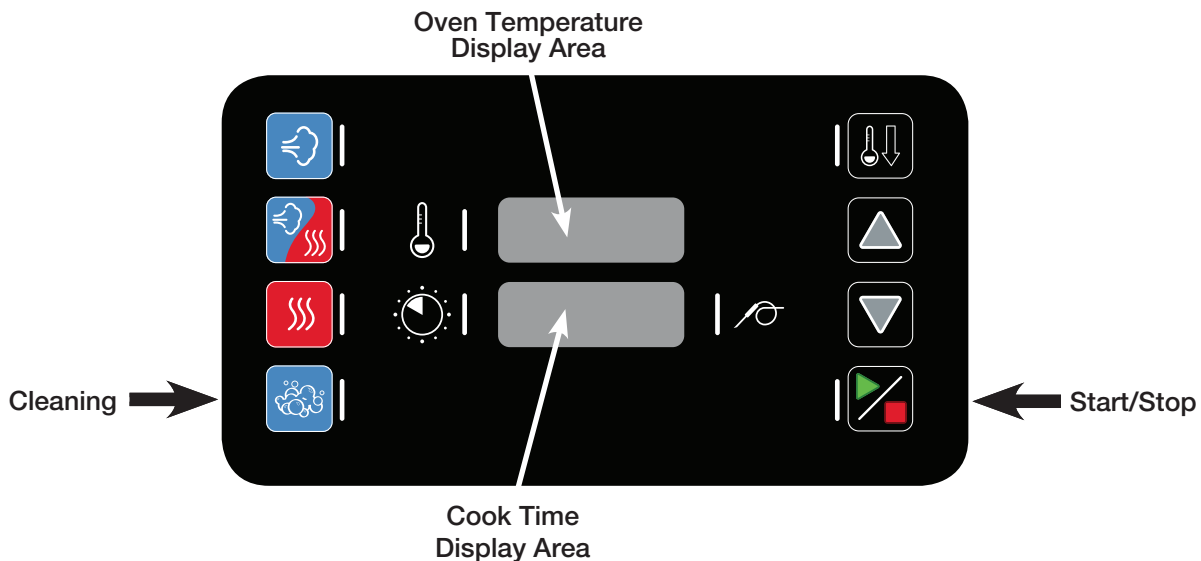 Oven Temperature
Display Area
Cleaning
Start/Stop
Cook Time
Display Area